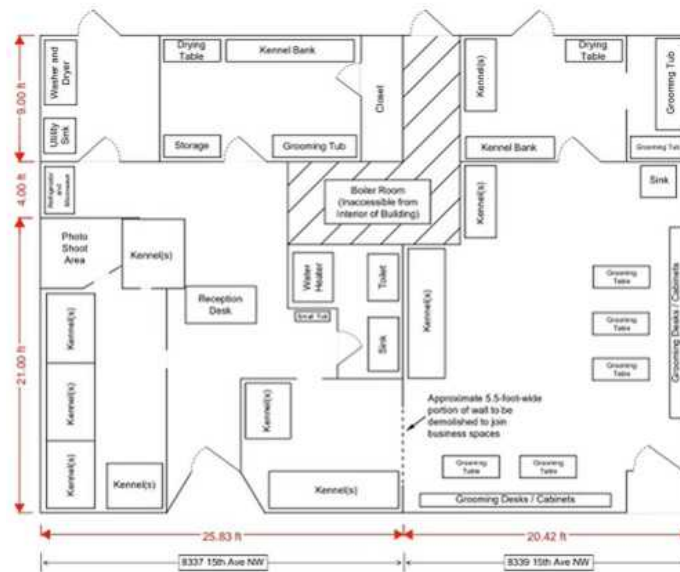 Drying
Table
Kennel Bank
Drying
Table
Washer and
Dryer
Kennel(s)
Grooming Tub
Closet
9.00 ft
Utility
Sink
Storage
Grooming Tub
Kennel Bank
Grooming Tub
4.00 ft
Refrigerator
and
Microwave
Boiler Room
(Inaccessible from
Interior of Building)
Kennel(s)
Sink
Photo
Shoot
Area
Kennel(s)
Water
Heater
Toilet
Reception
Desk
Kennel(s)
Grooming
Table
Grooming
Table
Grooming
Table
Grooming Desks / Cabinets
21.00 ft
Kennel(s)
Kennel(s)
Kennel(s)
Sink
Kennel(s)
Approximate 5.5-foot-wide
portion of wall to be
demolished to join
business spaces
Kennel(s)
Kennel(s)
Grooming
Table
Grooming
Table
Grooming Desks / Cabinets
25.83 ft
20.42 ft
8337 15th Ave NW
8339 15th Ave NW